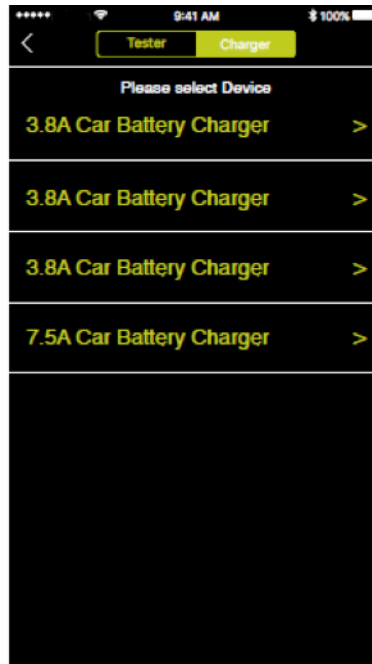 9:41 AM 100%
< Tester Charger
Please select Device
3.8A Car Battery Charger >
3.8A Car Battery Charger >
3.8A Car Battery Charger >
7.5A Car Battery Charger >